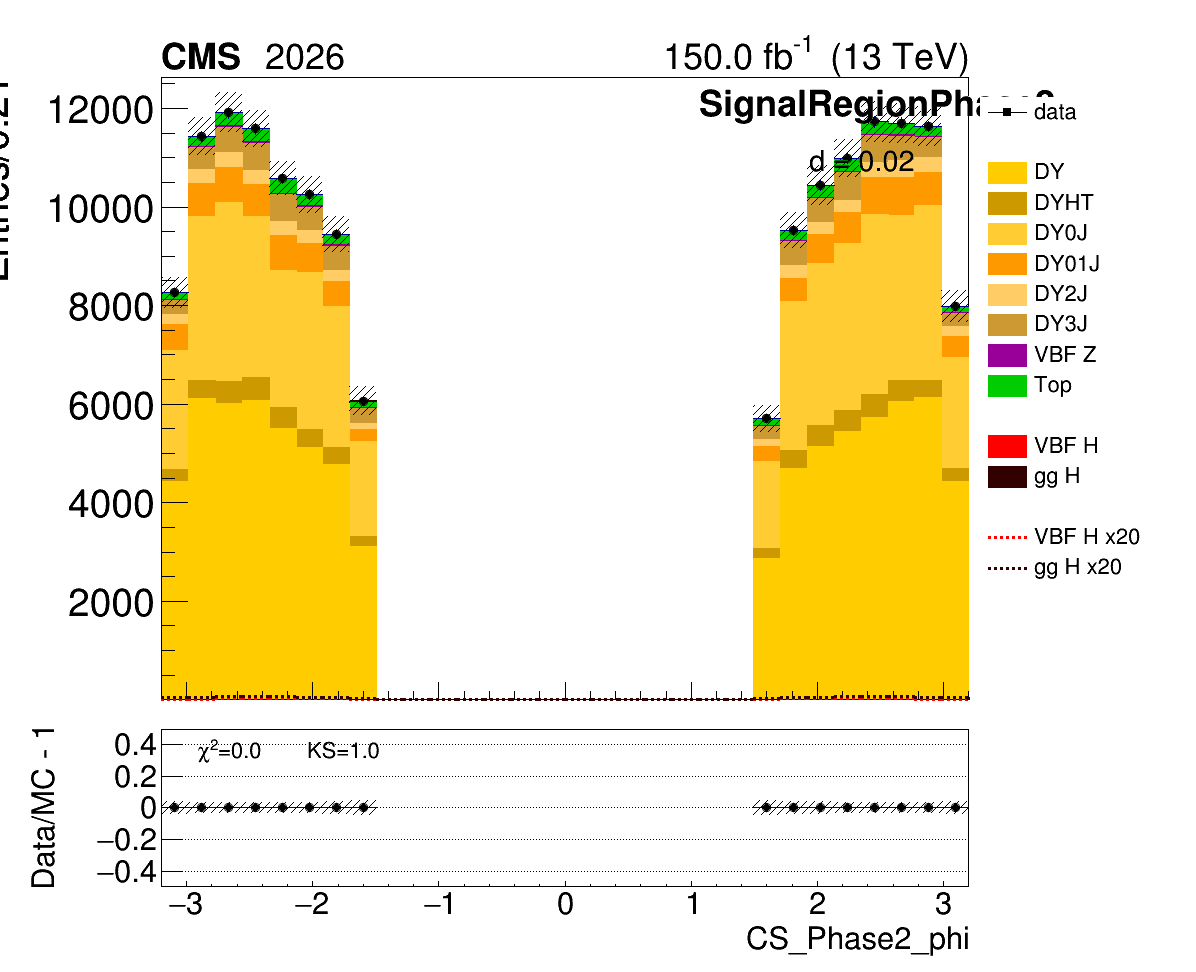 CMS 2026 150.0 fb-1 (13 TeV)
SignalRegionPha
d = 0.02
12000
10000
8000
6000
4000
2000
data
DY
DYHT
DY0J
DY01J
DY2J
DY3J
VBF Z
Top
VBF H
gg H
VBF H x20
gg H x20
Data/MC - 1
χ2=0.0 KS=1.0
0.4
0.2
0
−0.2
−0.4
−3 −2 −1 0 1 2 3
CS_Phase2_phi